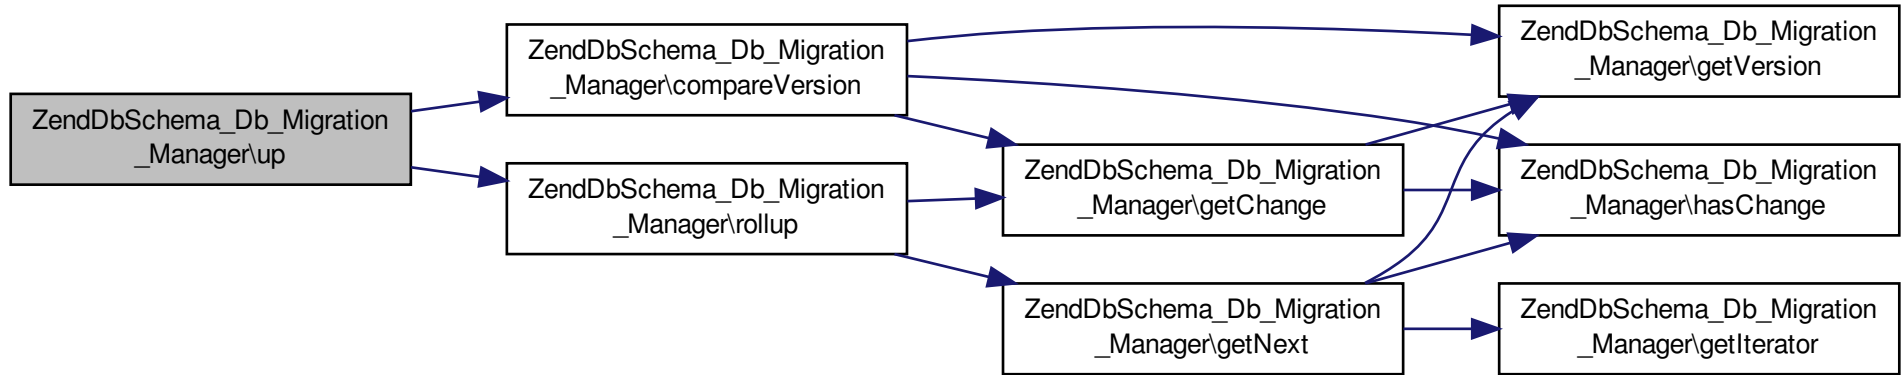 ZendDbSchema_Db_Migration
_Manager\up
ZendDbSchema_Db_Migration
_Manager\compareVersion
ZendDbSchema_Db_Migration
_Manager\rollup
ZendDbSchema_Db_Migration
_Manager\getChange
ZendDbSchema_Db_Migration
_Manager\getNext
ZendDbSchema_Db_Migration
_Manager\getVersion
ZendDbSchema_Db_Migration
_Manager\hasChange
ZendDbSchema_Db_Migration
_Manager\getIterator